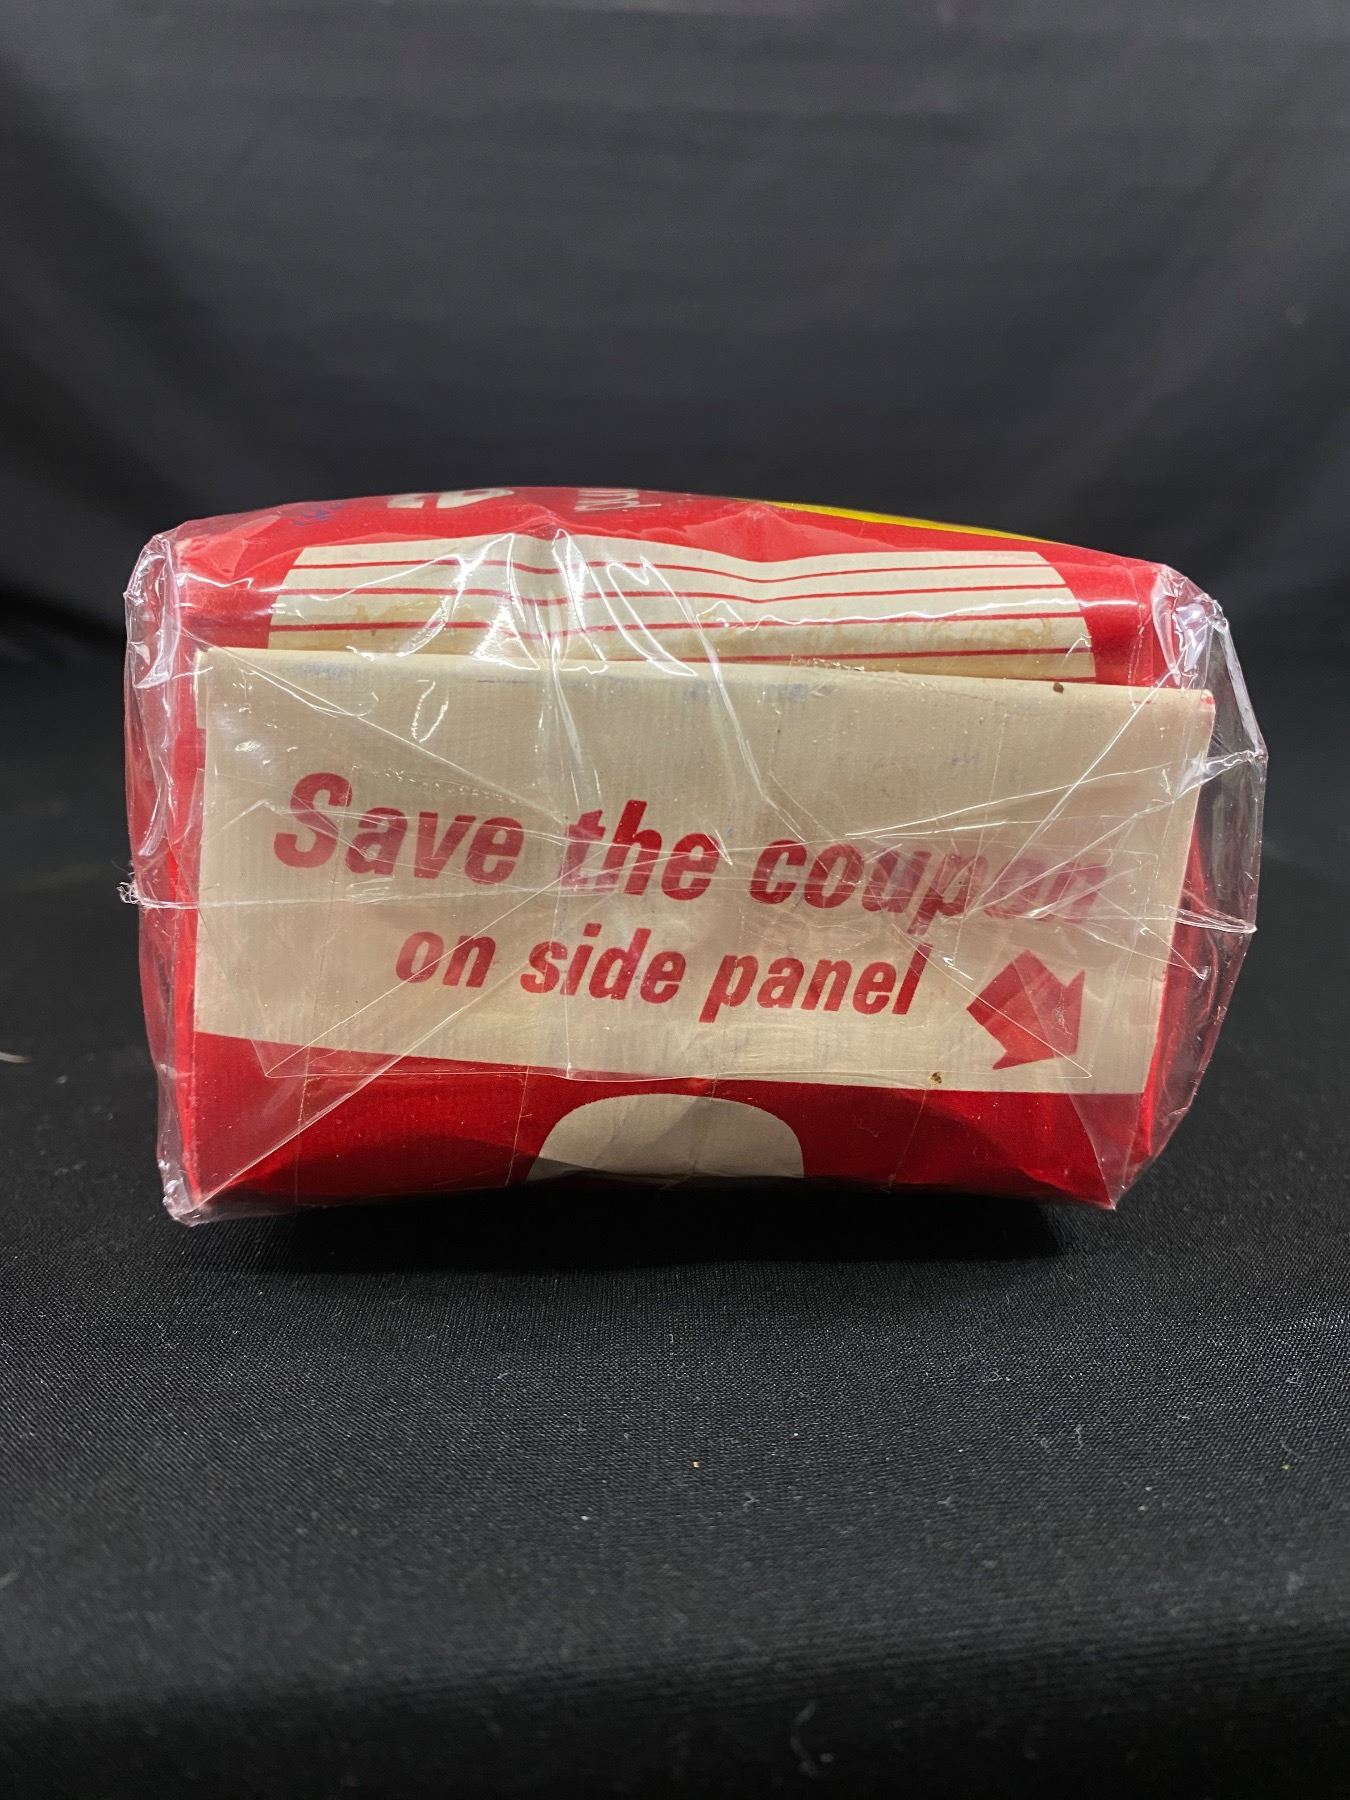 Save the coupon
on side panel